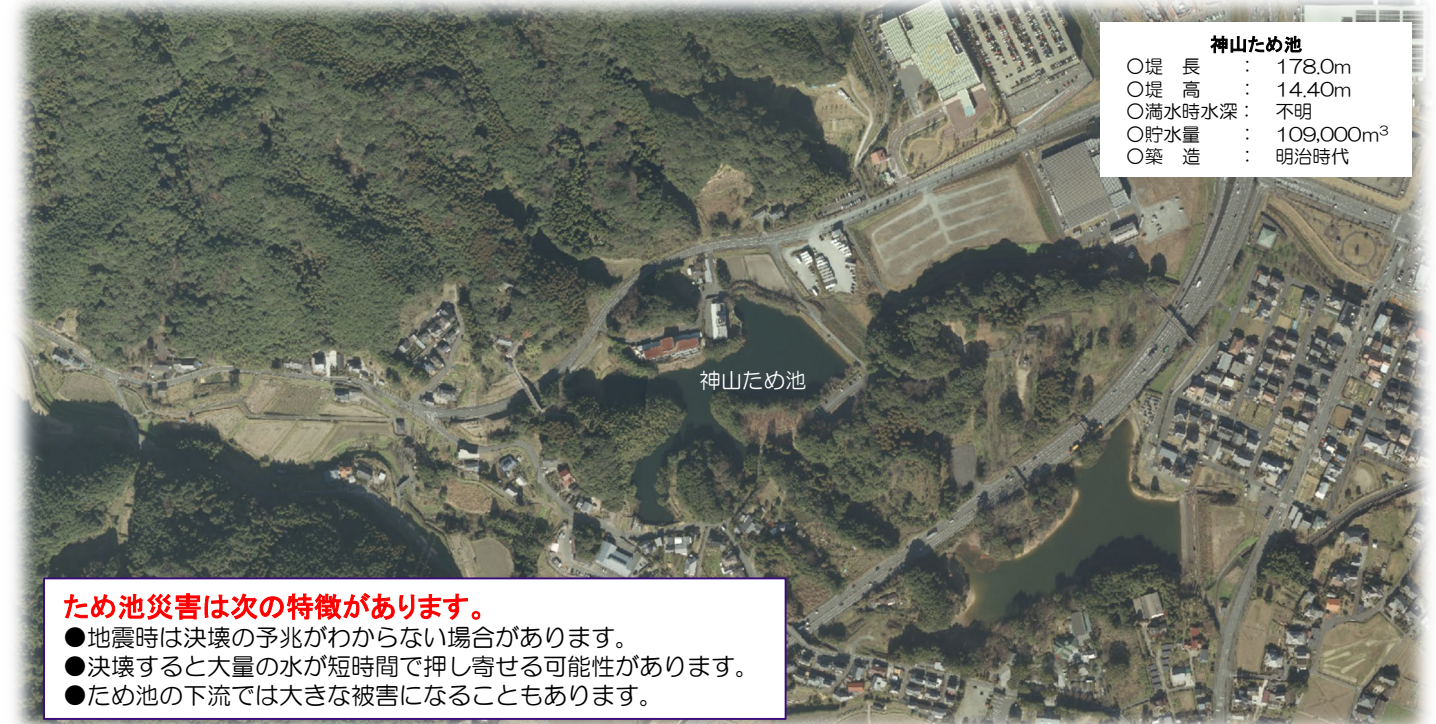 神山ため池
〇堤 長 : 178.0m
〇堤 高 : 14.40m
〇満水時水深: 不明
〇貯水量 : 109,000m³
〇築 造 : 明治時代
神山ため池
ため池災害は次の特徴があります。
●地震時は決壊の予兆がわからない場合があります。
●決壊すると大量の水が短時間で押し寄せる可能性があります。
●ため池の下流では大きな被害になることもあります。